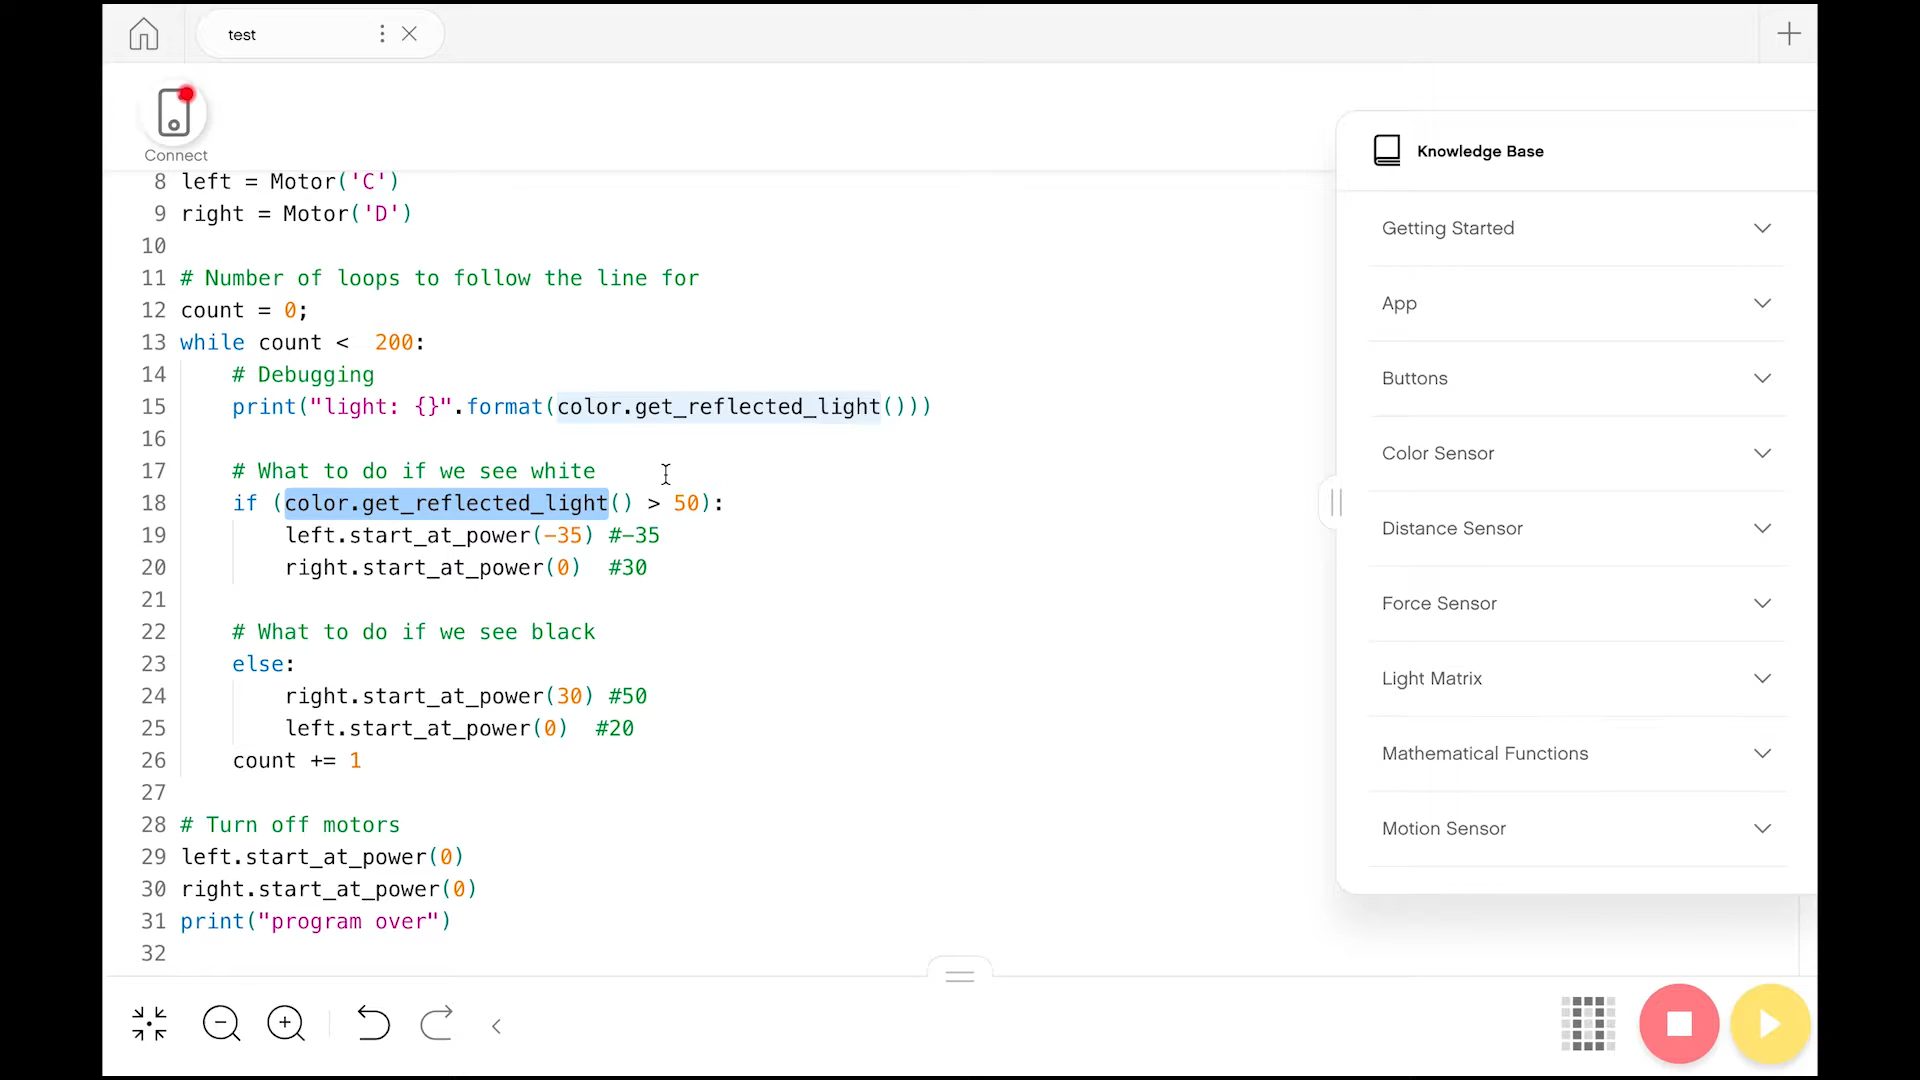 test
Connect
8 left = Motor('C')
9 right = Motor('D')
10
11 # Number of loops to follow the line for
12 count = 0;
13 while count <  200:
14     # Debugging
15     print("light: {}".format(color.get_reflected_light()))
16
17     # What to do if we see white
18     if (color.get_reflected_light() > 50):
19         left.start_at_power(-35) #-35
20         right.start_at_power(0)  #30
21
22     # What to do if we see black
23     else:
24         right.start_at_power(30) #50
25         left.start_at_power(0)  #20
26     count += 1
27
28 # Turn off motors
29 left.start_at_power(0)
30 right.start_at_power(0)
31 print("program over")
32
Knowledge Base
Getting Started
App
Buttons
Color Sensor
Distance Sensor
Force Sensor
Light Matrix
Mathematical Functions
Motion Sensor